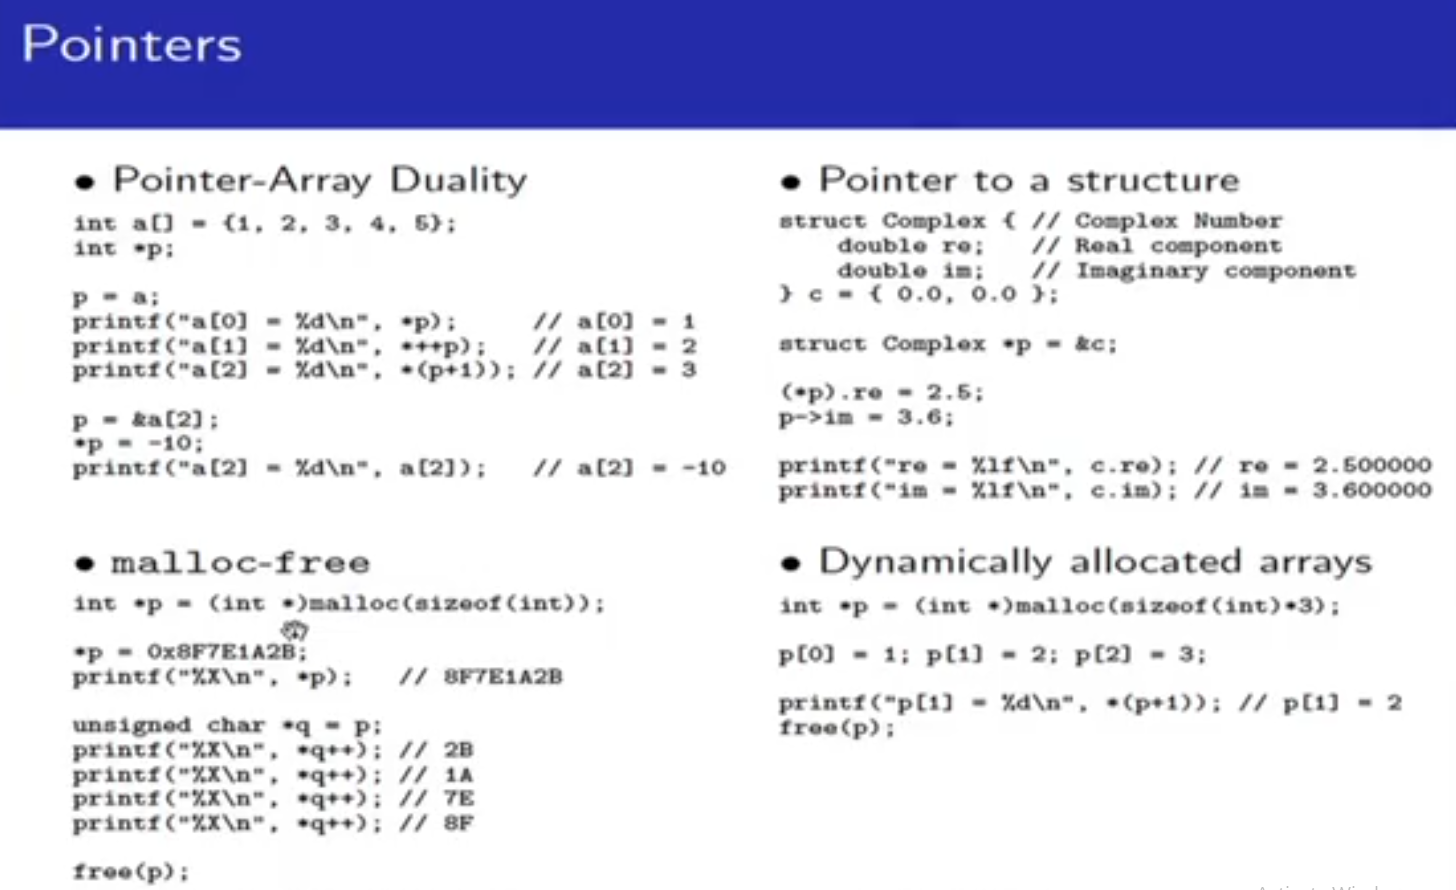 Pointers
• Pointer-Array Duality
int a[] = {1, 2, 3, 4, 5};
int *p;
p = a;
printf("a[0] = %d\n", *p); // a[0] = 1
printf("a[1] = %d\n", *++p); // a[1] = 2
printf("a[2] = %d\n", *(p+1)); // a[2] = 3
p = &a[2];
*p = -10;
printf("a[2] = %d\n", a[2]); // a[2] = -10
• malloc-free
int *p = (int *)malloc(sizeof(int));
*p = 0x8F7E1A2B;
printf("%X\n", *p); // 8F7E1A2B
unsigned char *q = p;
printf("%X\n", *q++); // 2B
printf("%X\n", *q++); // 1A
printf("%X\n", *q++); // 7E
printf("%X\n", *q++); // 8F
free(p);
• Pointer to a structure
struct Complex { // Complex Number
double re; // Real component
double im; // Imaginary component
} c = { 0.0, 0.0 };
struct Complex *p = &c;
(*p).re = 2.5;
p->im = 3.6;
printf("re = %lf\n", c.re); // re = 2.500000
printf("im = %lf\n", c.im); // im = 3.600000
• Dynamically allocated arrays
int *p = (int *)malloc(sizeof(int)*3);
p[0] = 1; p[1] = 2; p[2] = 3;
printf("p[1] = %d\n", *(p+1)); // p[1] = 2
free(p);